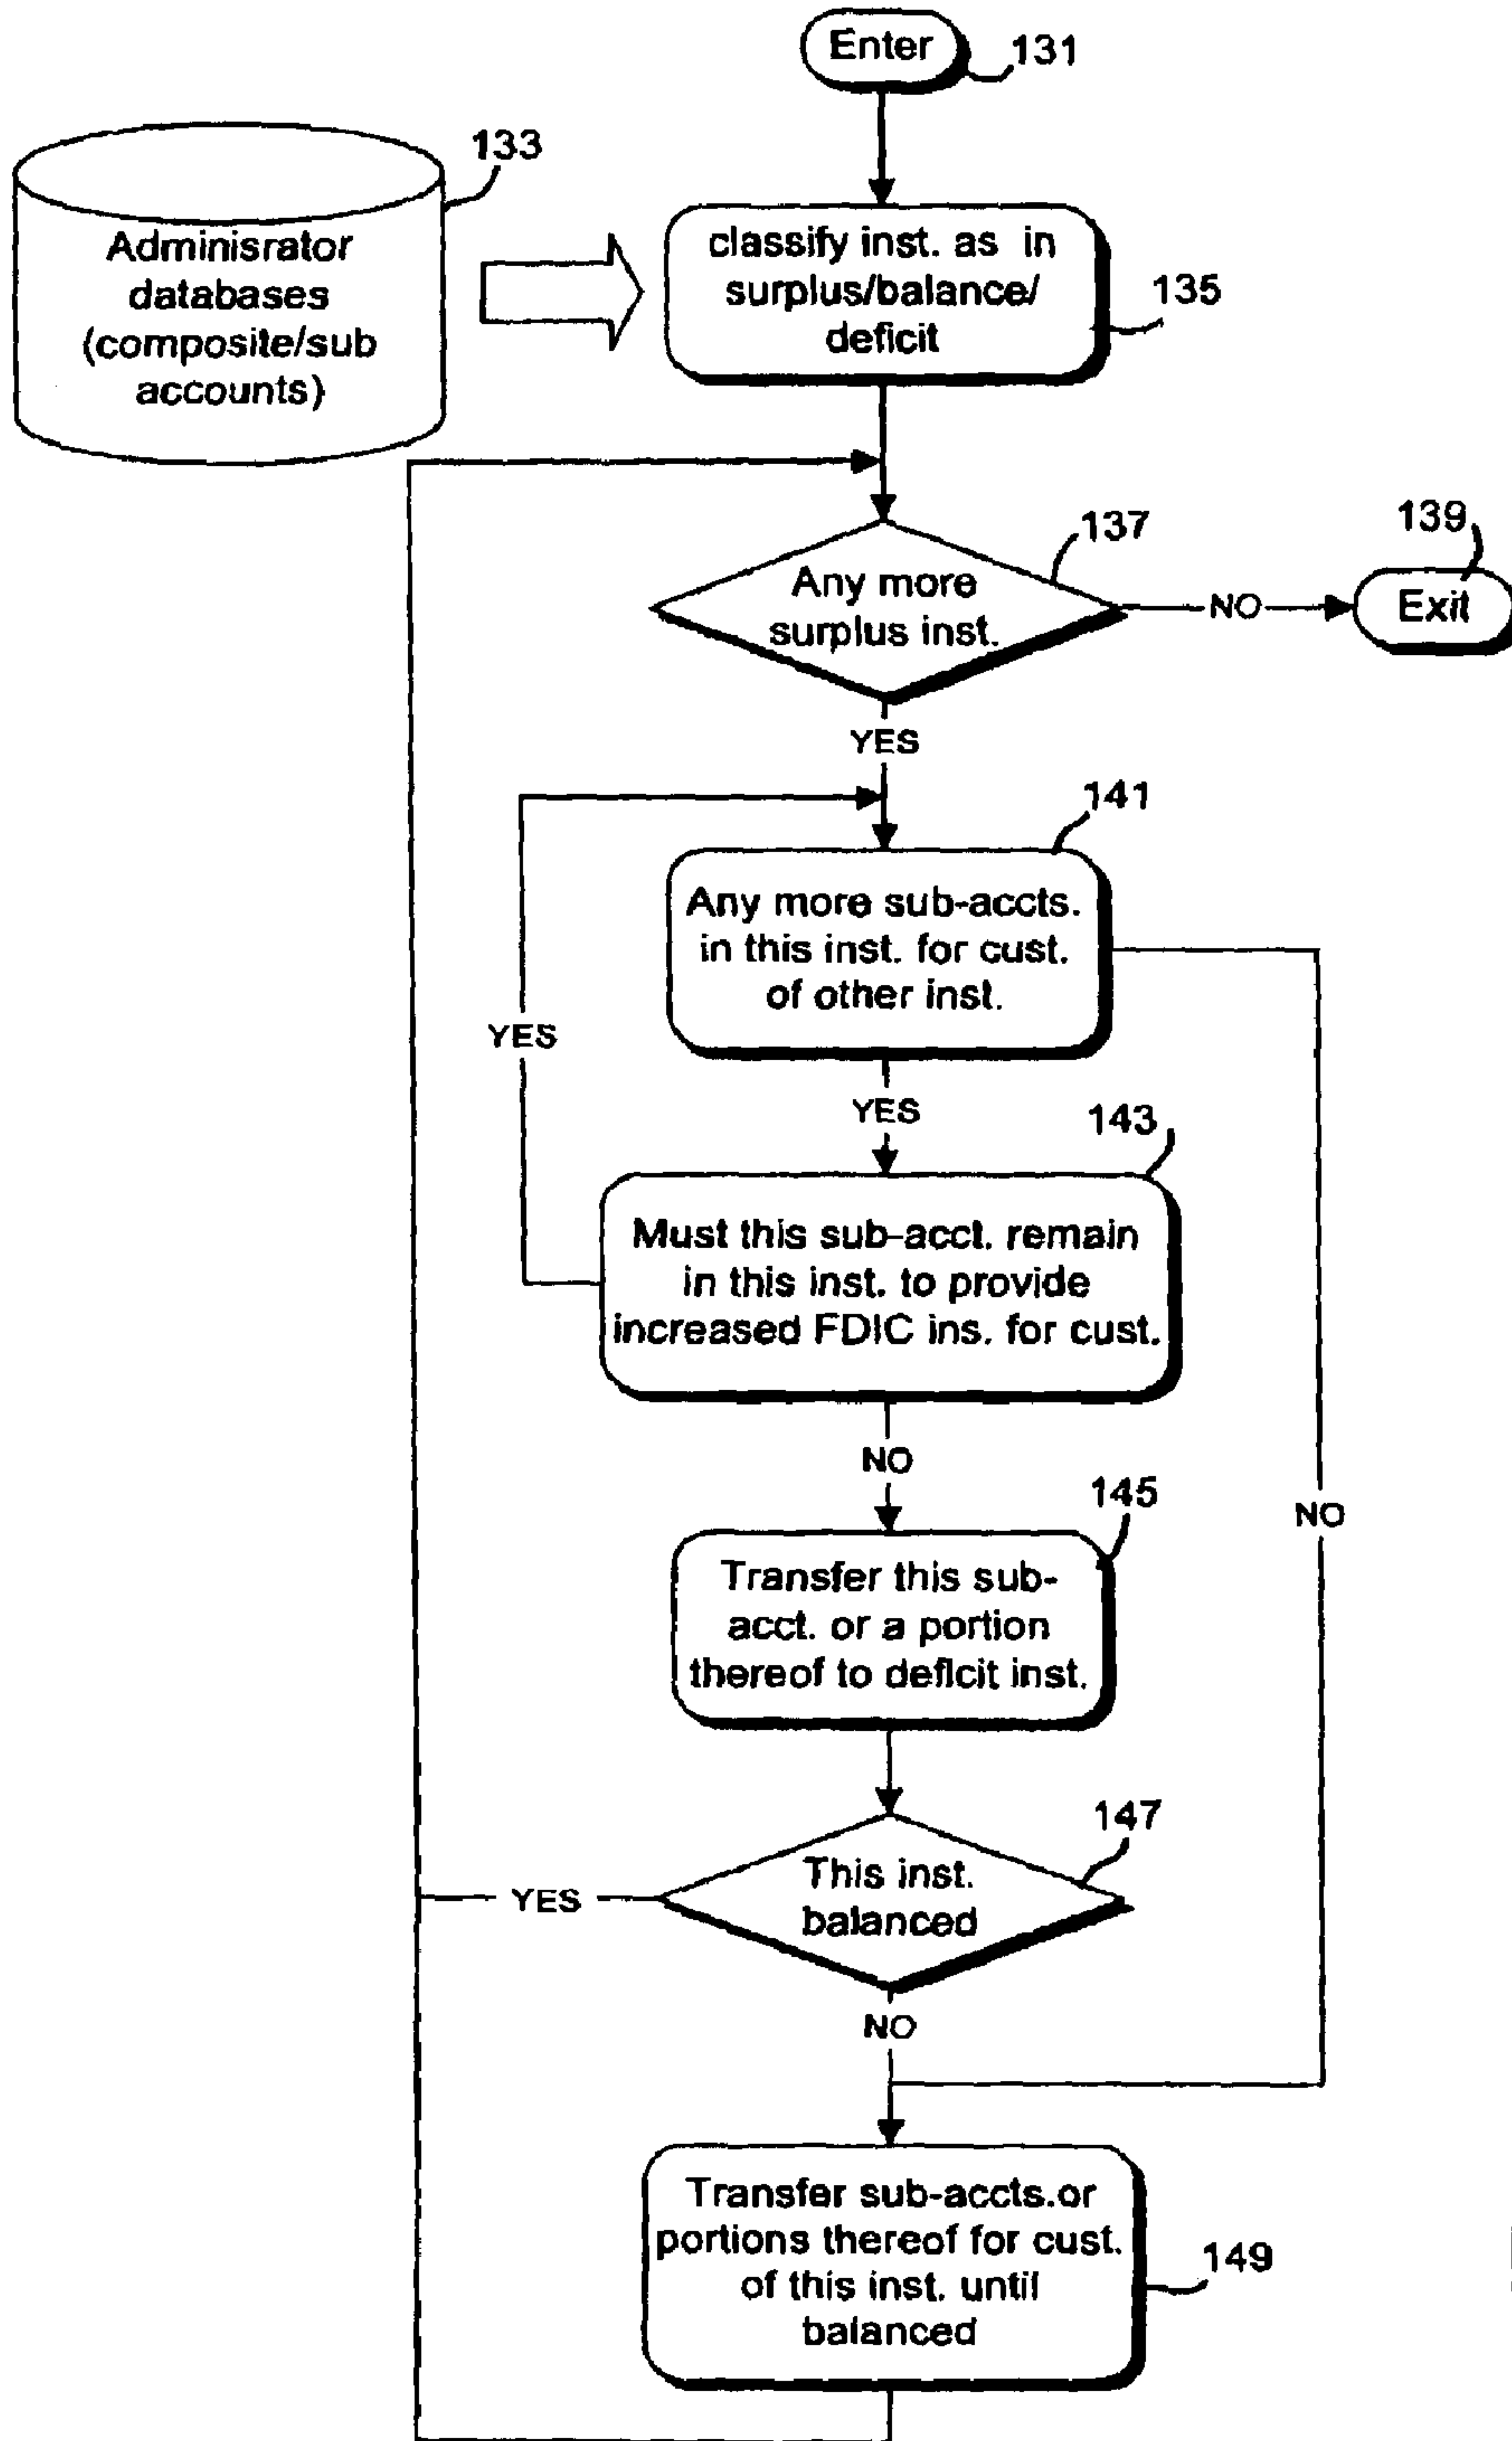 Enter
131
133
Adminisrator
databases
(composite/sub
accounts)
classify inst. as in
surplus/balance/
deficit
135
137
Any more
surplus inst.
NO
139
Exit
YES
141
Any more sub-accts.
in this inst. for cust.
of other inst.
YES
YES
143
Must this sub-acct. remain
in this inst. to provide
increased FDIC ins. for cust.
NO
145
Transfer this sub-
acct. or a portion
thereof to deficit inst.
NO
147
This inst.
balanced
YES
NO
Transfer sub-accts.or
portions thereof for cust.
of this inst. until
balanced
149